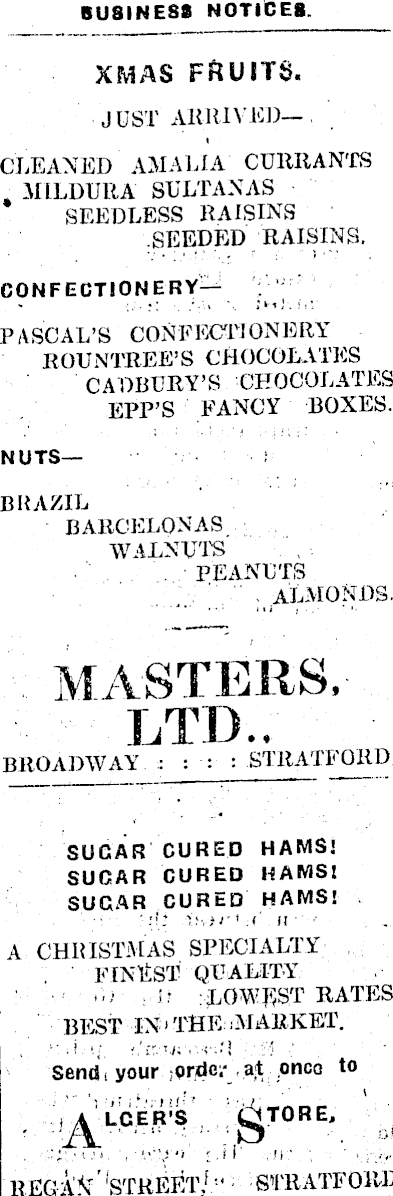 BUSINESS NOTICES.
XMAS FRUITS.
JUST ARRIVED—
CLEANED AMALIA CURRANTS
MILDURA SULTANAS
SEEDLESS RAISINS
SEEDED RAISINS.
CONFECTIONERY—
PASCAL'S CONFECTIONERY
ROUNTREE'S CHOCOLATES
CADBURY'S CHOCOLATES
EPP'S FANCY BOXES.
NUTS—
BRAZIL
BARCELONAS
WALNUTS
PEANUTS
ALMONDS.
MASTERS,
LTD.,
BROADWAY : : : : STRATFORD
SUGAR CURED HAMS!
SUGAR CURED HAMS!
SUGAR CURED HAMS!
A CHRISTMAS SPECIALTY
FINEST QUALITY
LOWEST RATES
BEST IN THE MARKET.
Send your order at once to
ALGER'S STORE,
REGAN STREET, STRATFORD